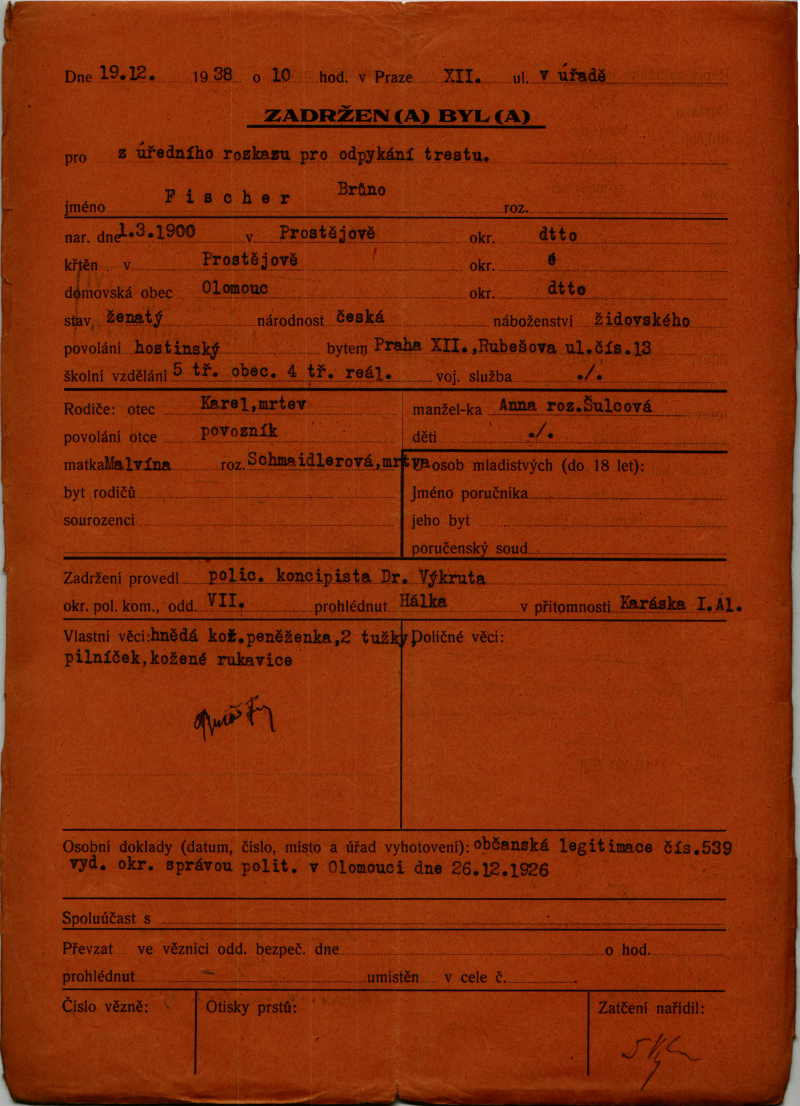 Dne 19.12. 1938 o 10 hod. v Praze XII. ul. v úřadě
ZADRŽEN(A) BYL(A)
pro z úředního rozkazu pro odpykání trestu.
jméno Fischer Brůno roz.
nar. dne 1.3.1900 v Prostějově okr. dtto
křtěn v Prostějově okr.
domovská obec Olomouc okr. dtto
stav ženatý národnost česká náboženství židovského
povolání hostinský bytem Praha XII.,Rubešova ul.čís.13
školní vzdělání 5 tř. obec. 4 tř. reál. voj. služba ./.
Rodiče: otec Karel,mrtev manžel-ka Anna roz.Šulcová
povolání otce povozník děti ./.
matka Malvína roz. Schmaidlerová,mrtva osob mladistvých (do 18 let):
byt rodičů Jméno poručníka
sourozenci jeho byt
poručenský soud
Zadržení provedl polic. koncipista Dr. Výkruta
okr. pol. kom., odd. VII. prohlédnut Hálka v přítomnosti Karáska I.Al.
Vlastní věci: hnědá kož.peněženka,2 tužky Poličné věci:
pilníček,kožené rukavice
Osobní doklady (datum, číslo, místo a úřad vyhotovení): občanská legitimace čís.539
vyd. okr. správou polit. v Olomouci dne 26.12.1926
Spoluúčast s
Převzat ve věznici odd. bezpeč. dne o hod.
prohlédnut umístěn v cele č.
Číslo vězně: Otisky prstů: Zatčení nařídil: